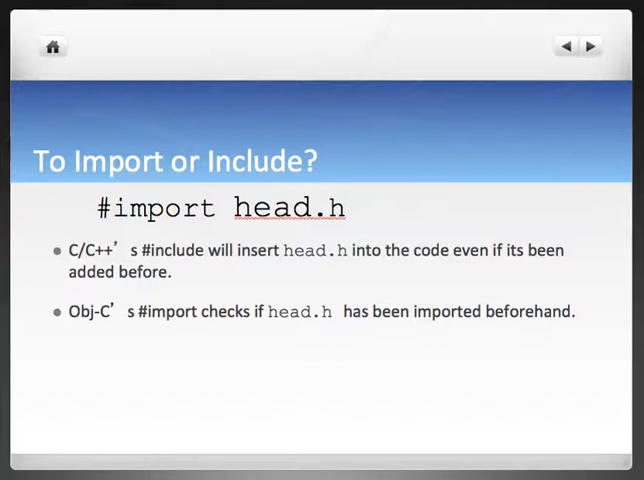 To Import or Include?
#import head.h
C/C++’ s #include will insert head.h into the code even if its been
added before.
Obj-C’ s #import checks if head.h has been imported beforehand.